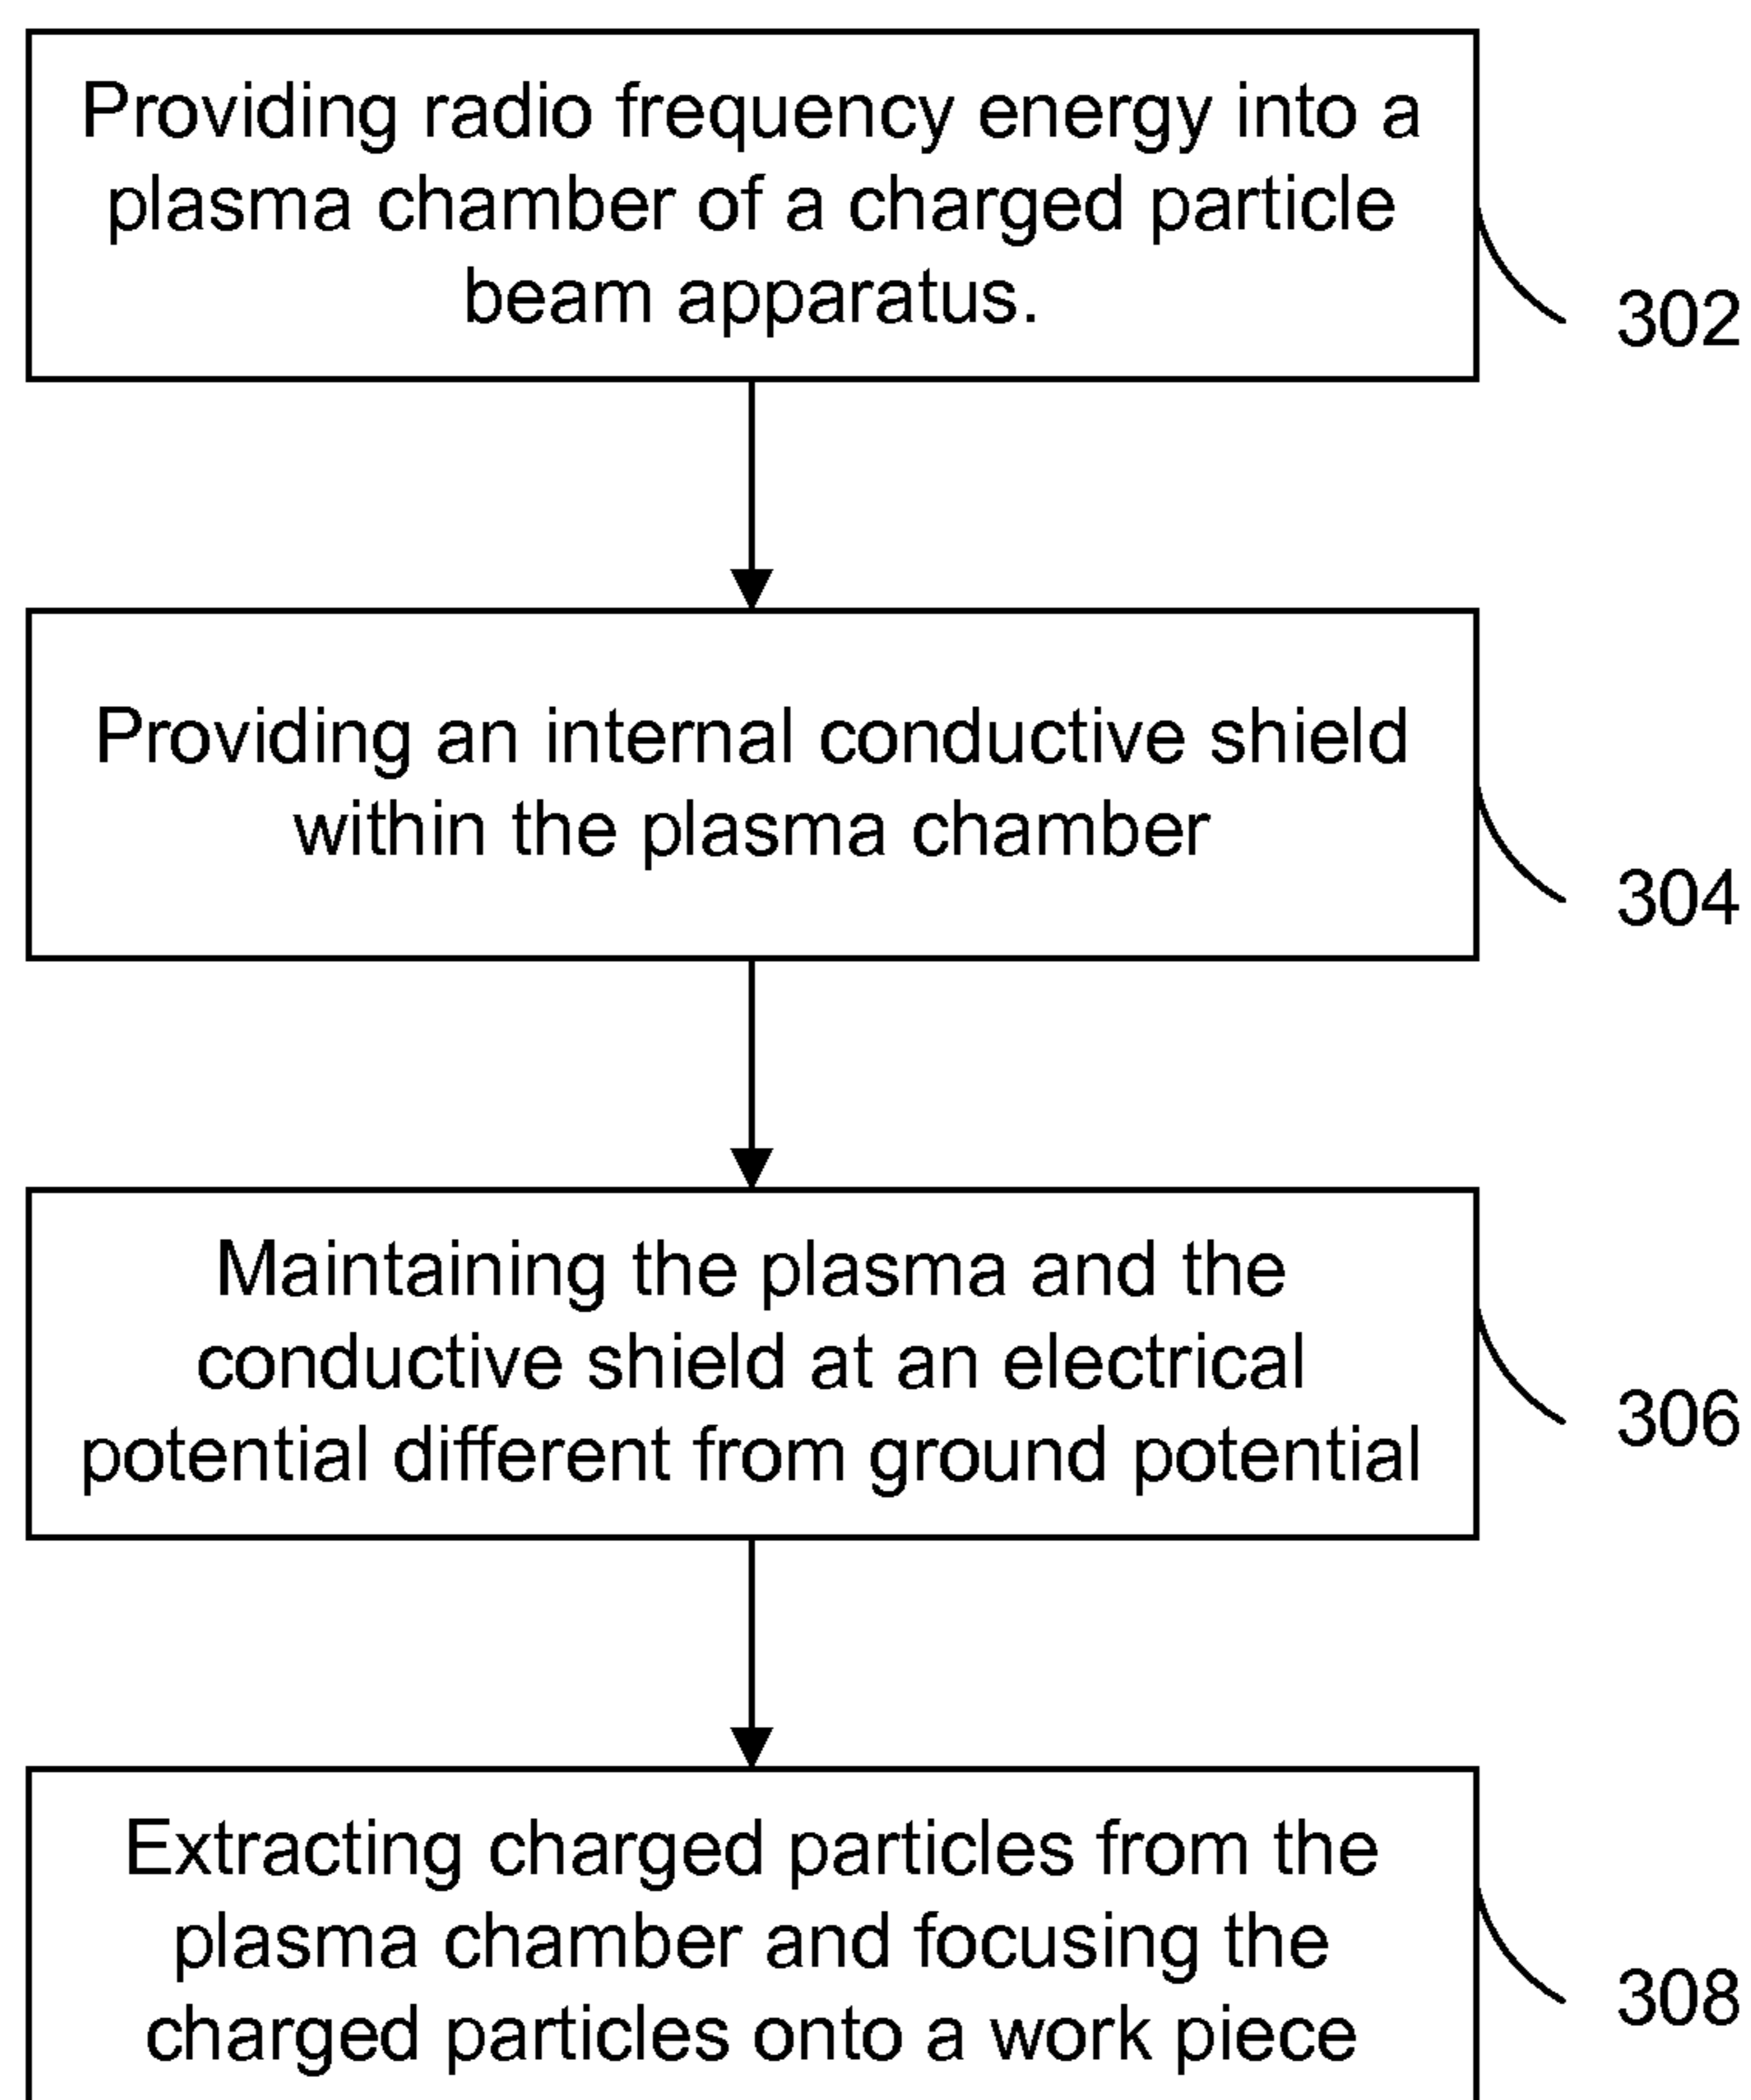 Providing radio frequency energy into a
plasma chamber of a charged particle
beam apparatus.
302
Providing an internal conductive shield
within the plasma chamber
304
Maintaining the plasma and the
conductive shield at an electrical
potential different from ground potential
306
Extracting charged particles from the
plasma chamber and focusing the
charged particles onto a work piece
308